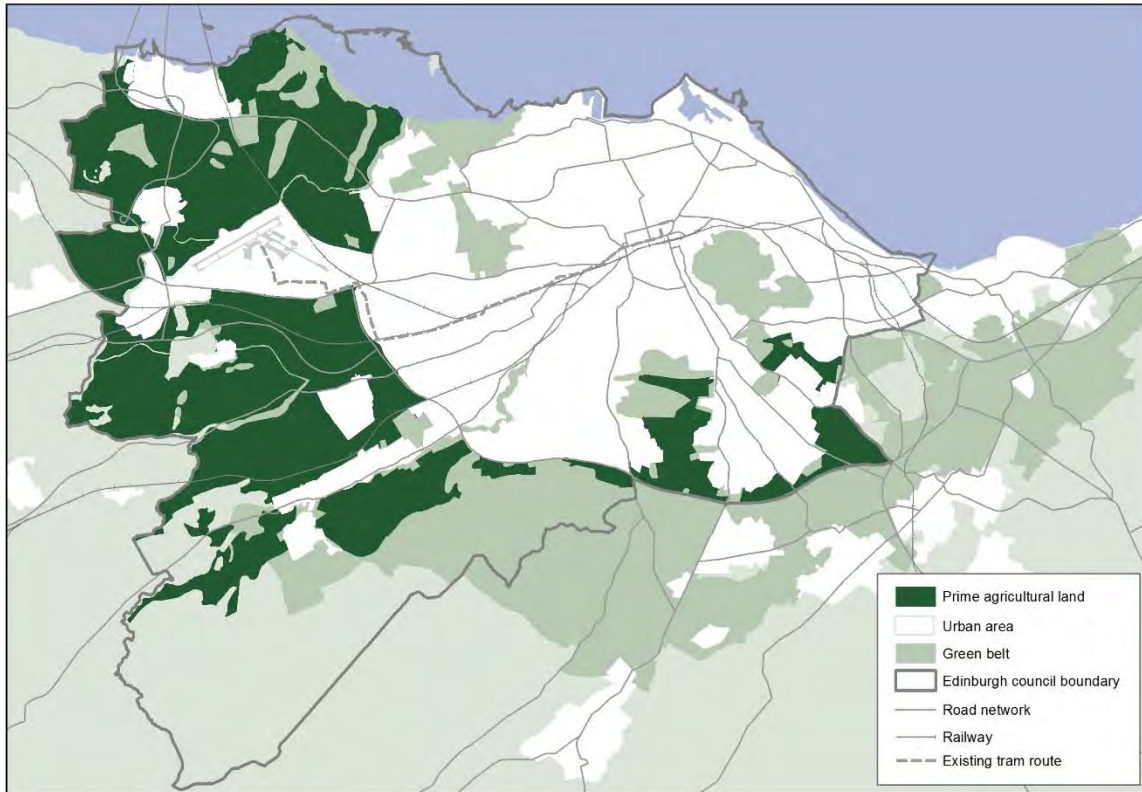 Prime agricultural land
Urban area
Green belt
Edinburgh council boundary
Road network
Railway
Existing tram route